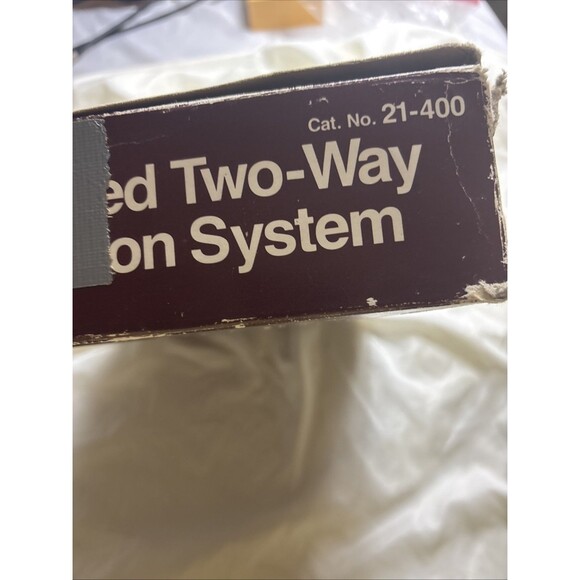 Cat. No. 21-400
ed Two-Way
on System